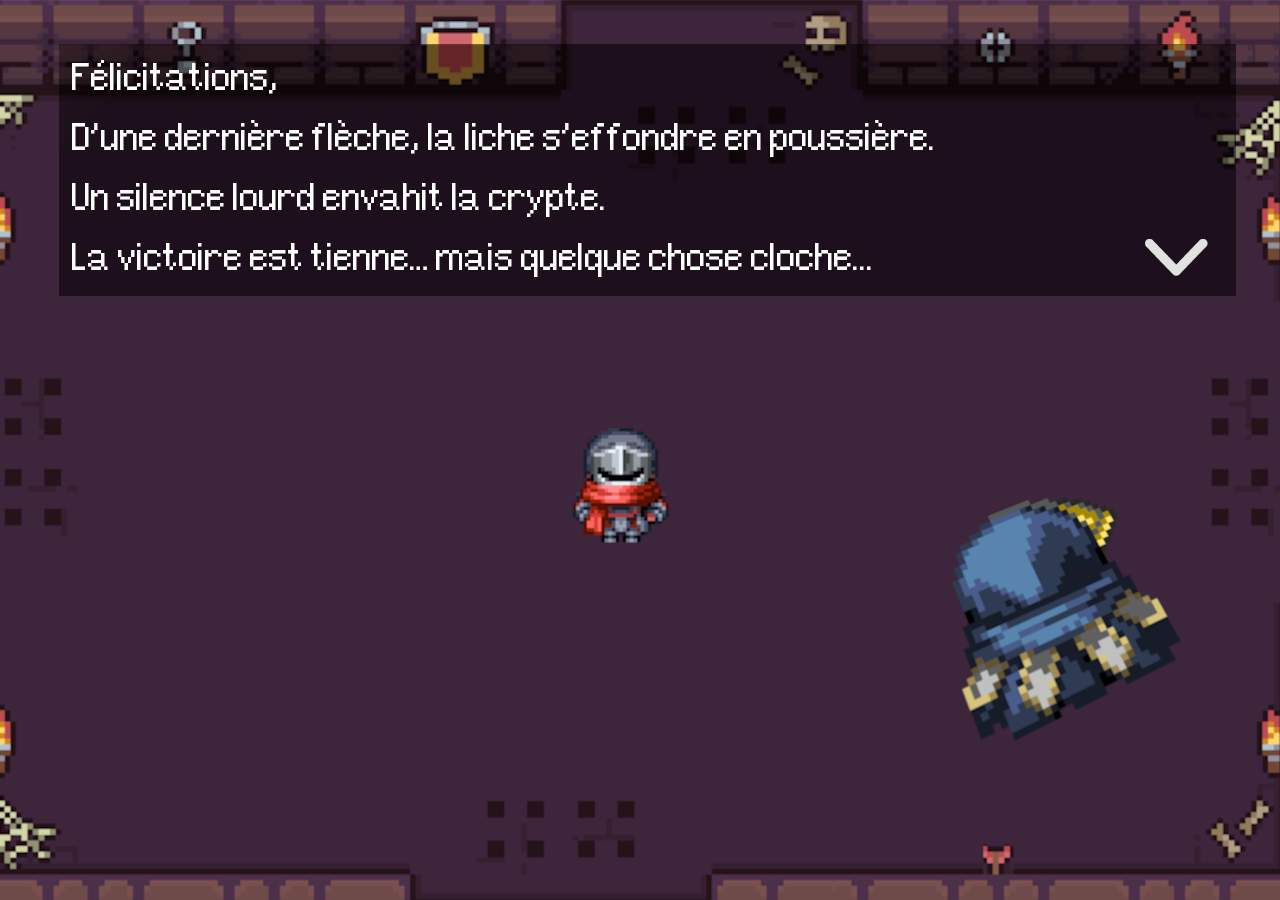 Félicitations,
D'une dernière flèche, la liche s'effondre en poussière.
Un silence lourd envahit la crypte.
La victoire est tienne... mais quelque chose cloche...